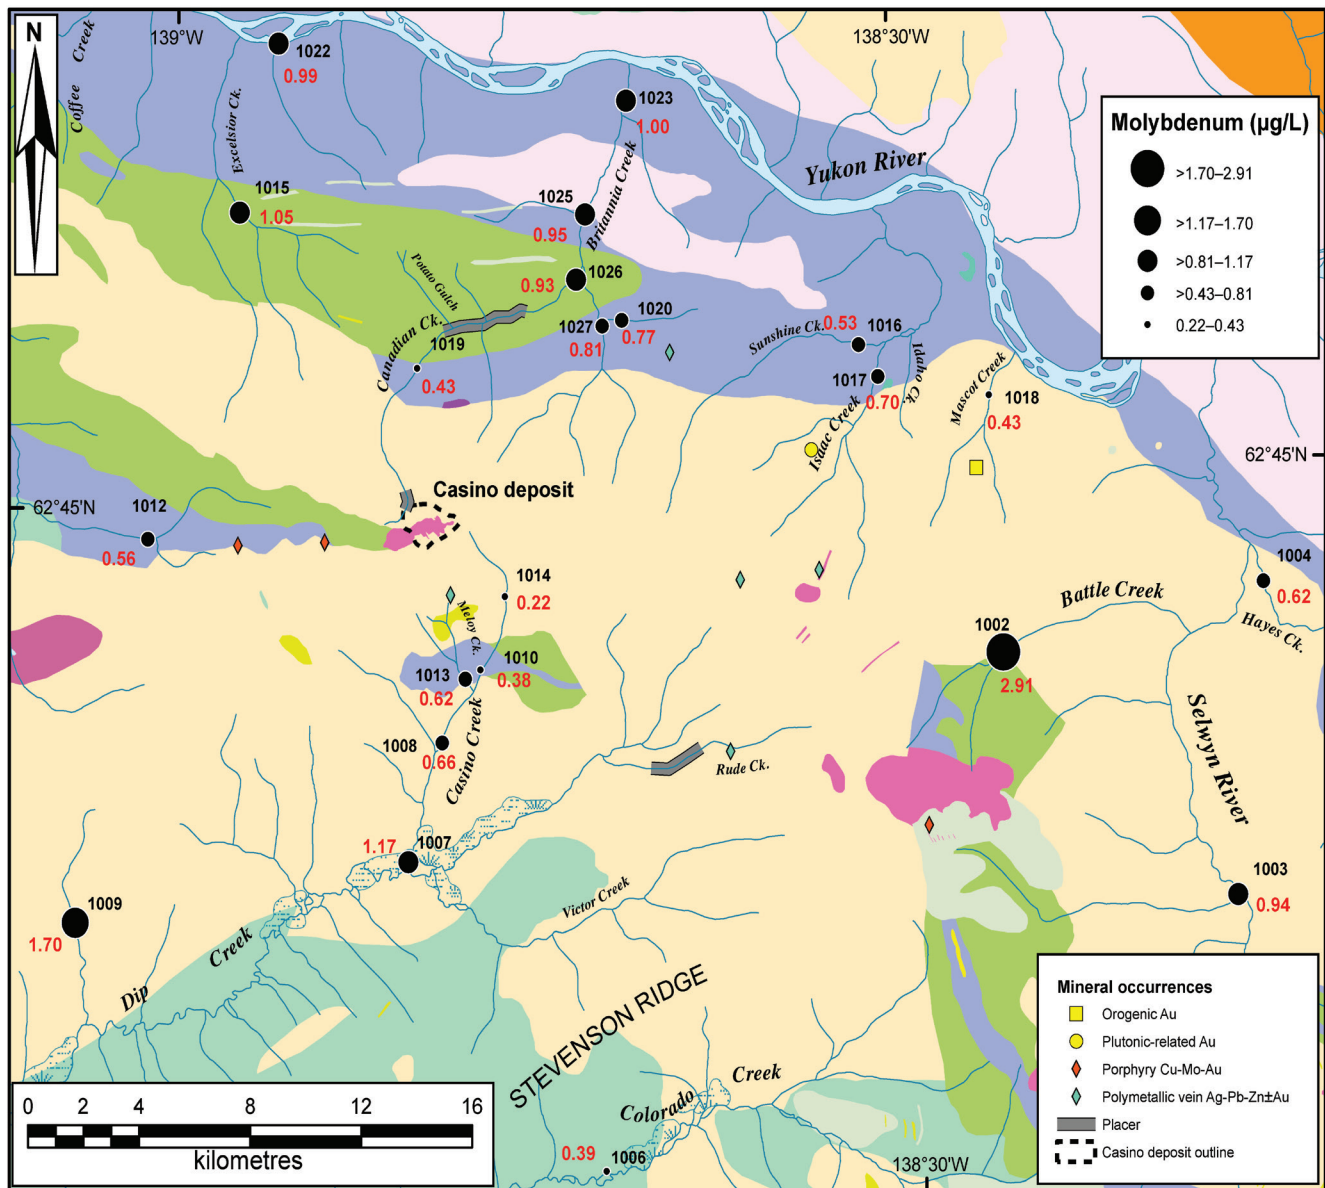 N
139°W
138°30'W
Coffee Creek
1022
0.99
Excelsior Ck.
1023
1.00
Yukon River
Molybdenum (µg/L)
>1.70–2.91
>1.17–1.70
>0.81–1.17
>0.43–0.81
0.22–0.43
1015
1.05
1025
0.95
Britannia Creek
1026
0.93
Potato Gulch
Canadian Ck.
1019
0.43
1027
0.81
1020
0.77
Sunshine Ck.
0.53
1016
1017
0.70
Idaho Ck.
Isaac Creek
Mascot Creek
1018
0.43
62°45'N
62°45'N
Casino deposit
1012
0.56
1014
0.22
Meloy Ck.
1013
0.62
1010
0.38
1008
0.66
Casino Creek
Battle Creek
1004
0.62
Hayes Ck.
1002
2.91
Selwyn River
Rude Ck.
1.17
1007
1009
1.70
Victor Creek
1003
0.94
Dip Creek
STEVENSON RIDGE
Colorado Creek
0.39
1006
138°30'W
0 2 4 8 12 16
kilometres
Mineral occurrences
Orogenic Au
Plutonic-related Au
Porphyry Cu-Mo-Au
Polymetallic vein Ag-Pb-Zn±Au
Placer
Casino deposit outline